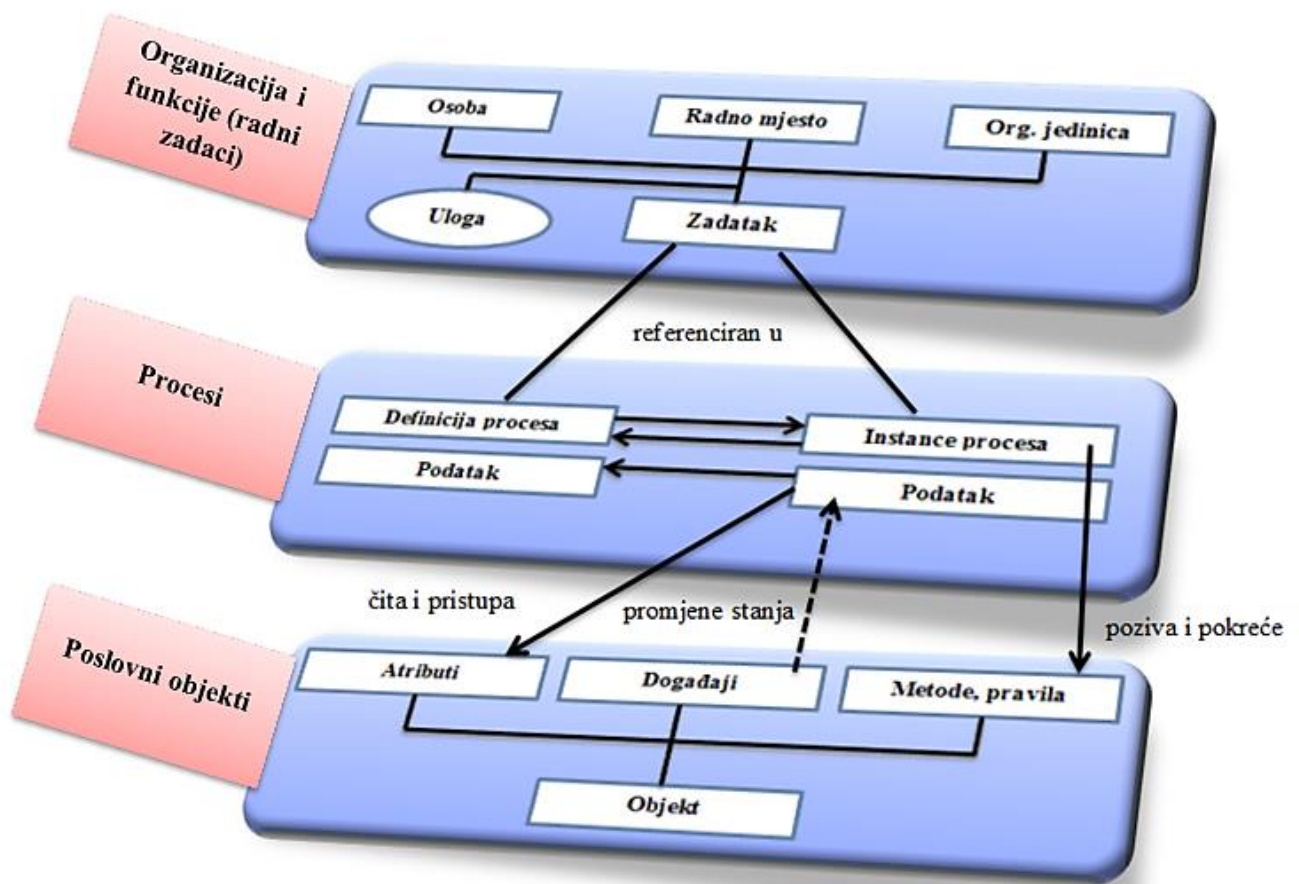 Organizacija i
funkcije (radni
zadaci)
Osoba
Radno mjesto
Org. jedinica
Uloga
Zadatak
referenciran u
Procesi
Definicija procesa
Instance procesa
Podatak
Podatak
čita i pristupa
promjene stanja
poziva i pokreće
Poslovni objekti
Atributi
Događaji
Metode, pravila
Objekt